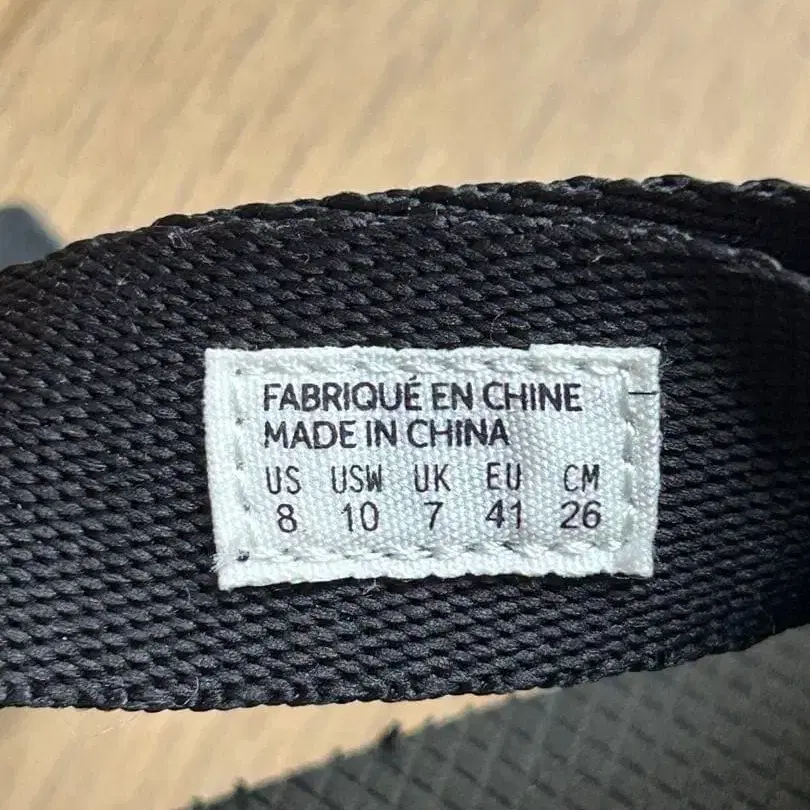 FABRIQUÉ EN CHINE
MADE IN CHINA
US USW UK EU CM
8 10 7 41 26